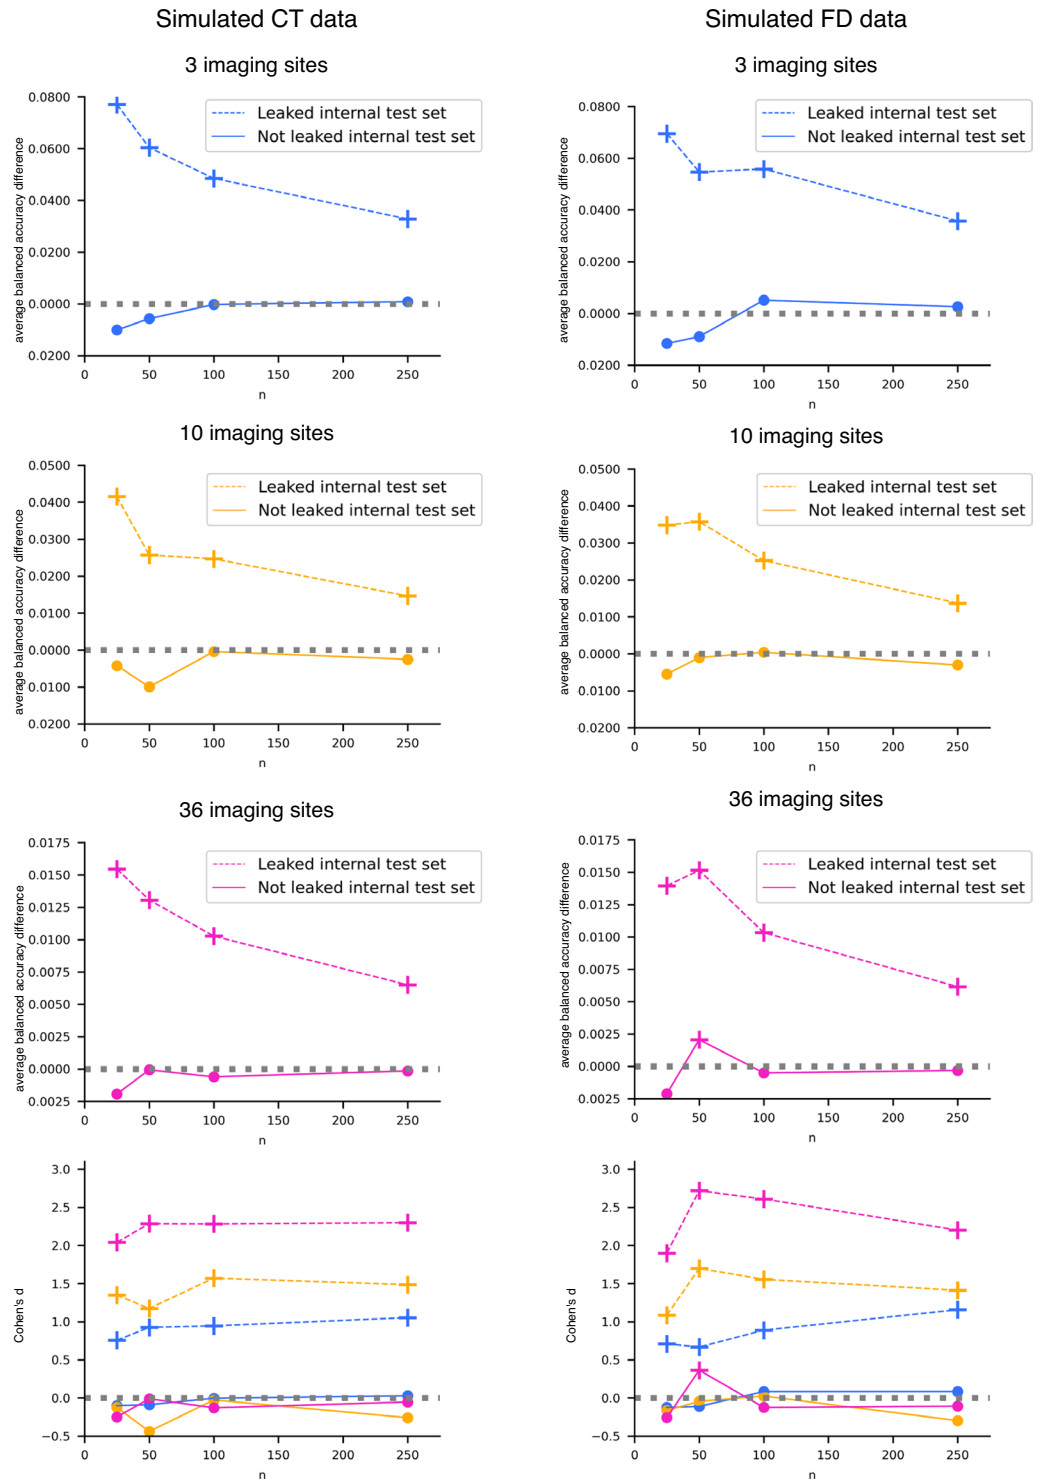 Simulated CT data
Simulated FD data
3 imaging sites
3 imaging sites
average balanced accuracy difference
0.0800
0.0600
0.0400
0.0200
0.0000
0.0200
Leaked internal test set
Not leaked internal test set
0 50 100 150 200 250
n
average balanced accuracy difference
0.0800
0.0600
0.0400
0.0200
0.0000
0.0200
Leaked internal test set
Not leaked internal test set
0 50 100 150 200 250
n
10 imaging sites
10 imaging sites
average balanced accuracy difference
0.0500
0.0400
0.0300
0.0200
0.0100
0.0000
0.0100
0.0200
Leaked internal test set
Not leaked internal test set
0 50 100 150 200 250
n
average balanced accuracy difference
0.0500
0.0400
0.0300
0.0200
0.0100
0.0000
0.0100
0.0200
Leaked internal test set
Not leaked internal test set
0 50 100 150 200 250
n
36 imaging sites
36 imaging sites
average balanced accuracy difference
0.0175
0.0150
0.0125
0.0100
0.0075
0.0050
0.0025
0.0000
0.0025
Leaked internal test set
Not leaked internal test set
0 50 100 150 200 250
n
average balanced accuracy difference
0.0175
0.0150
0.0125
0.0100
0.0075
0.0050
0.0025
0.0000
0.0025
Leaked internal test set
Not leaked internal test set
0 50 100 150 200 250
n
Cohen's d
3.0
2.5
2.0
1.5
1.0
0.5
0.0
−0.5
0 50 100 150 200 250
n
Cohen's d
3.0
2.5
2.0
1.5
1.0
0.5
0.0
−0.5
0 50 100 150 200 250
n